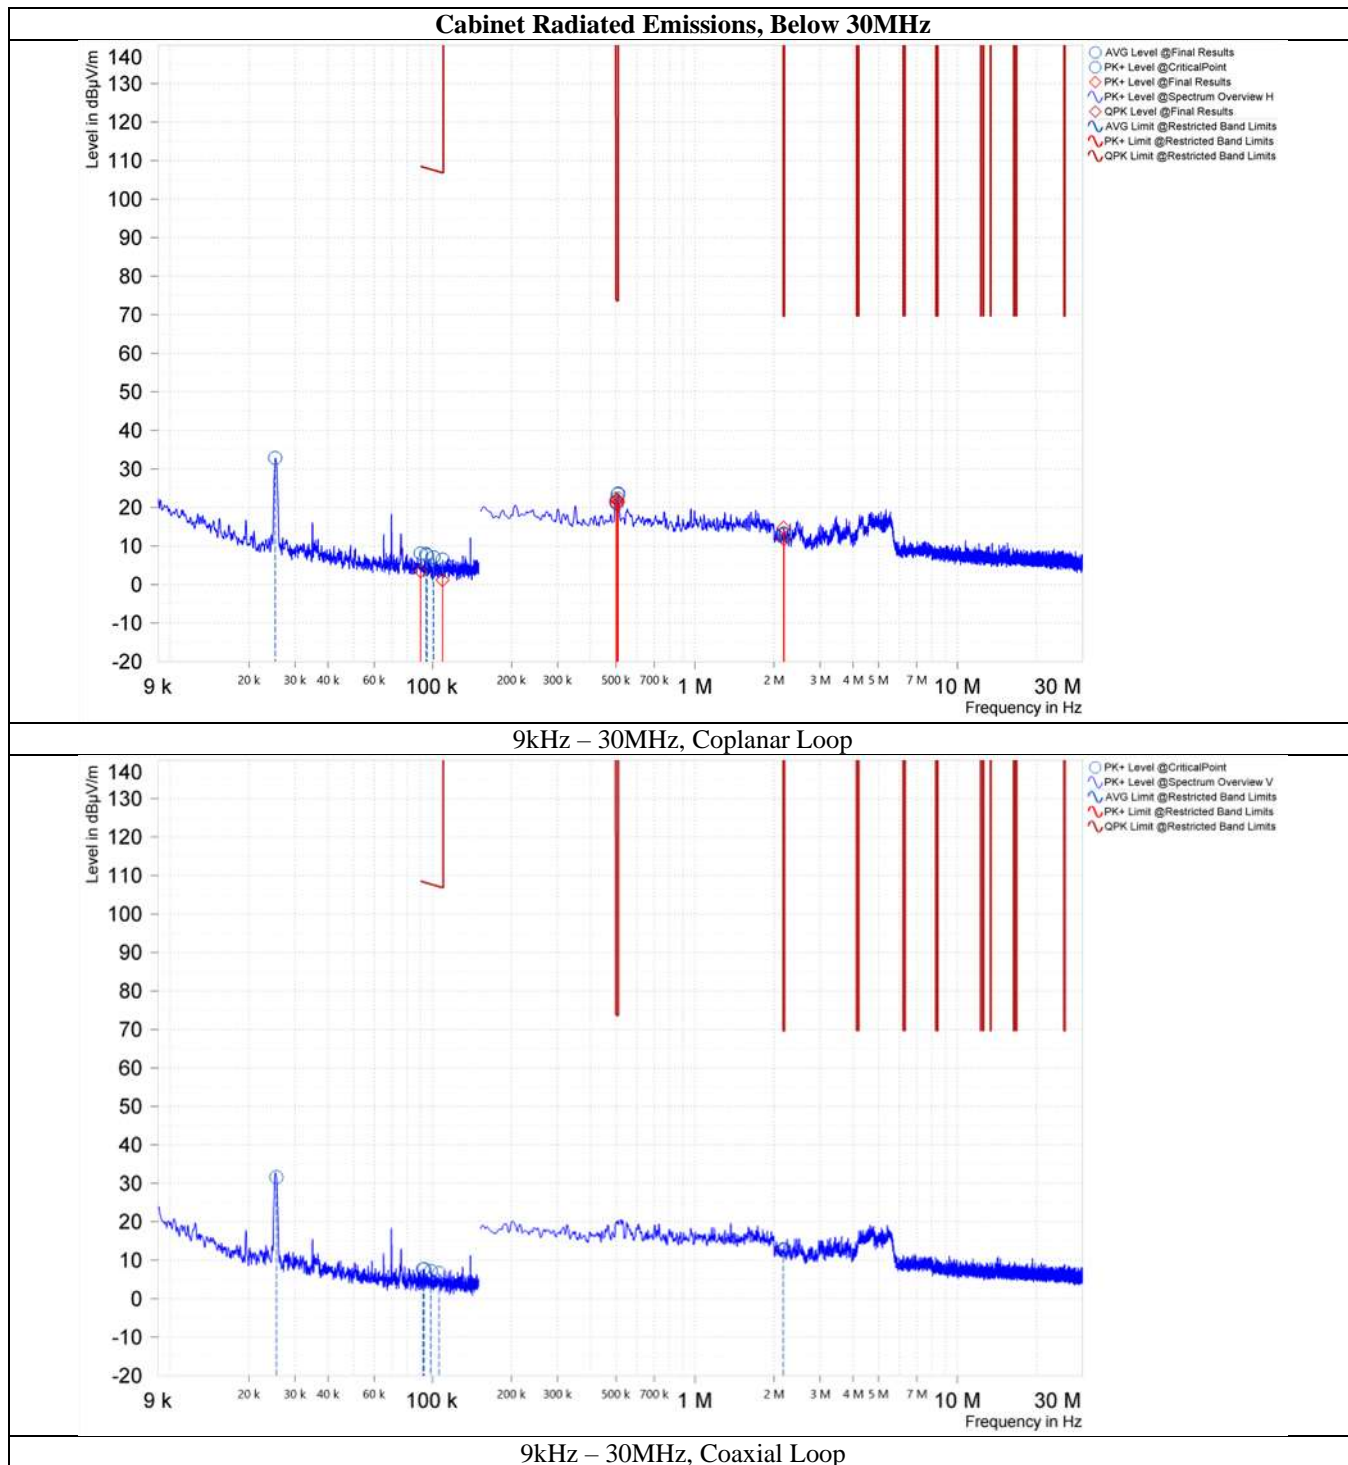 Cabinet Radiated Emissions, Below 30MHz
Level in dBµV/m
140
130
120
110
100
90
80
70
60
50
40
30
20
10
0
-10
-20
9 k
20 k
30 k
40 k
60 k
100 k
200 k
300 k
500 k
700 k
1 M
2 M
3 M
4 M
5 M
7 M
10 M
30 M
Frequency in Hz
AVG Level @Final Results
PK+ Level @CriticalPoint
PK+ Level @Final Results
PK+ Level @Spectrum Overview H
QPK Level @Final Results
AVG Limit @Restricted Band Limits
PK+ Limit @Restricted Band Limits
QPK Limit @Restricted Band Limits
9kHz – 30MHz, Coplanar Loop
Level in dBµV/m
140
130
120
110
100
90
80
70
60
50
40
30
20
10
0
-10
-20
9 k
20 k
30 k
40 k
60 k
100 k
200 k
300 k
500 k
700 k
1 M
2 M
3 M
4 M
5 M
7 M
10 M
30 M
Frequency in Hz
PK+ Level @CriticalPoint
PK+ Level @Spectrum Overview V
AVG Limit @Restricted Band Limits
PK+ Limit @Restricted Band Limits
QPK Limit @Restricted Band Limits
9kHz – 30MHz, Coaxial Loop